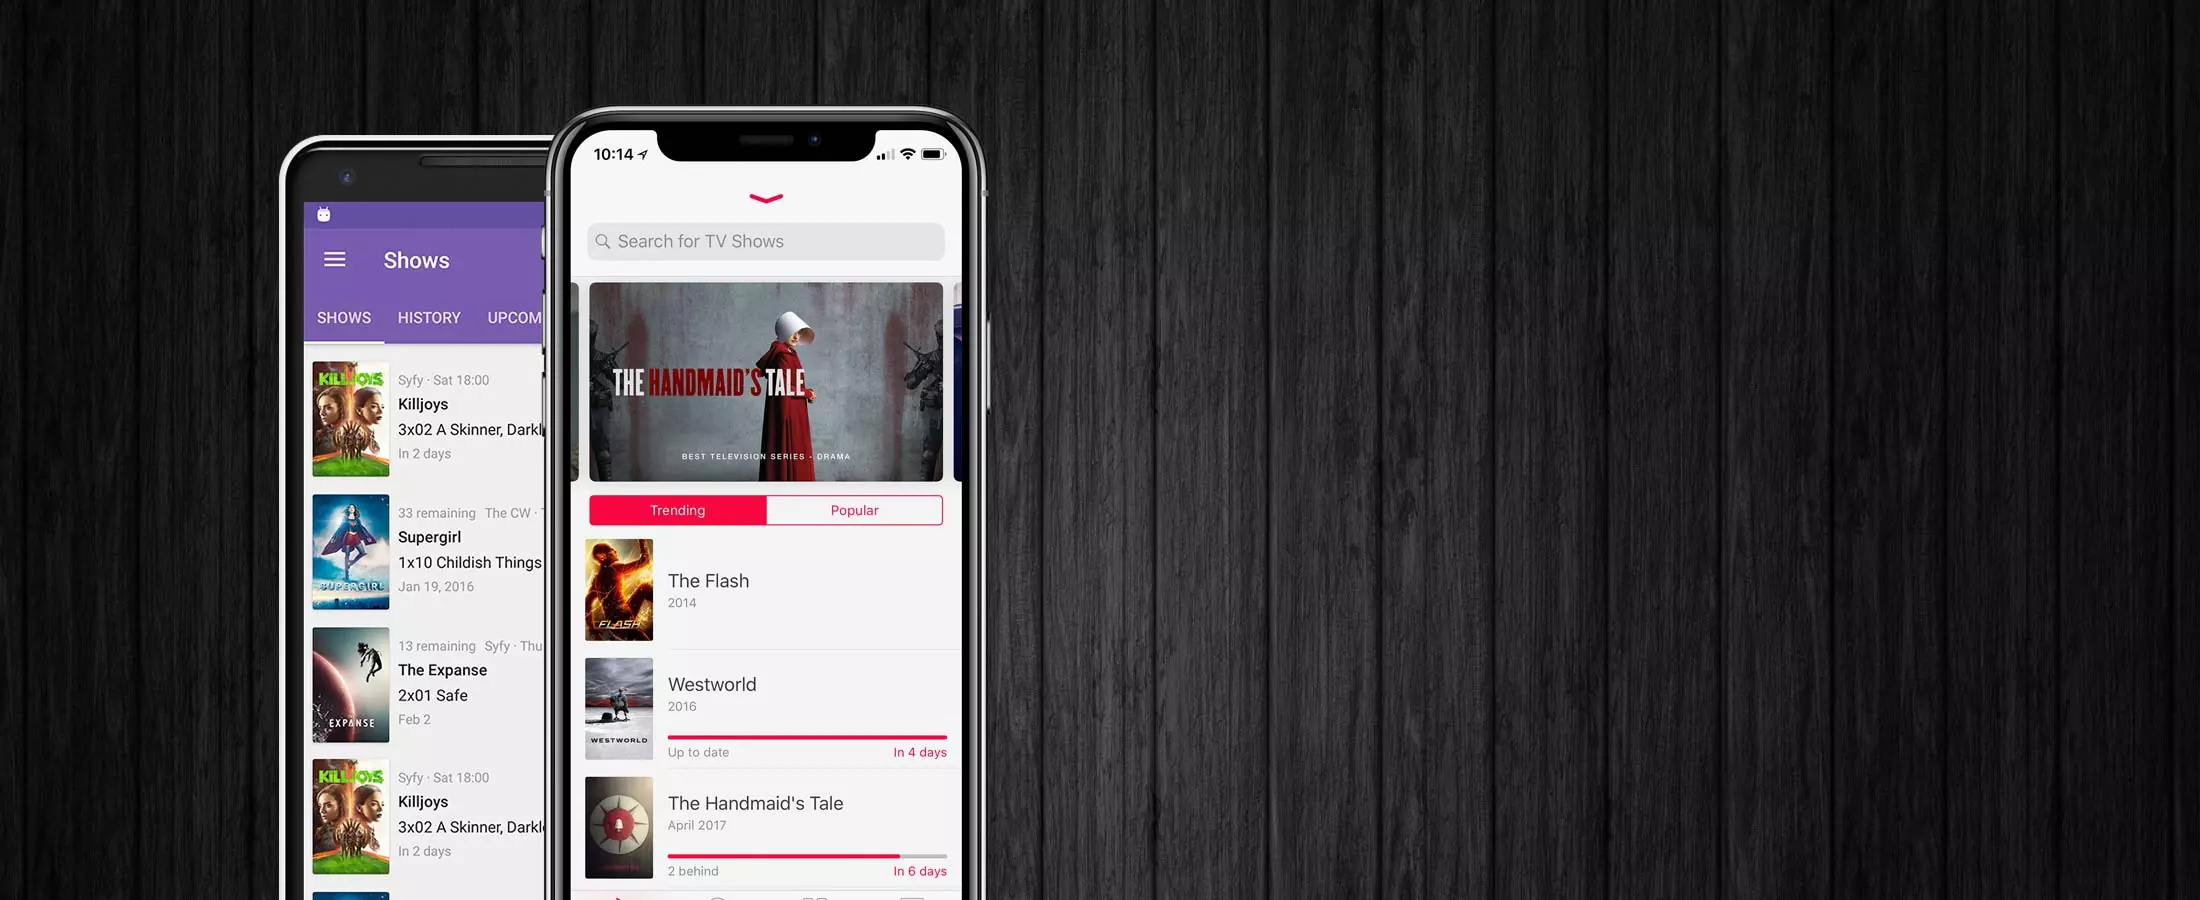 Shows
SHOWS HISTORY UPCOM
KILLJOYS
Syfy · Sat 18:00
Killjoys
3x02 A Skinner, Darkl
In 2 days
SUPERGIRL
33 remaining The CW ·
Supergirl
1x10 Childish Things
Jan 19, 2016
EXPANSE
13 remaining Syfy · Thu
The Expanse
2x01 Safe
Feb 2
KILLJOYS
Syfy · Sat 18:00
Killjoys
3x02 A Skinner, Darkl
In 2 days
10:14
Search for TV Shows
THE HANDMAID'S TALE
BEST TELEVISION SERIES - DRAMA
Trending Popular
FLASH
The Flash
2014
WESTWORLD
Westworld
2016
Up to date In 4 days
The Handmaid's Tale
April 2017
2 behind In 6 days